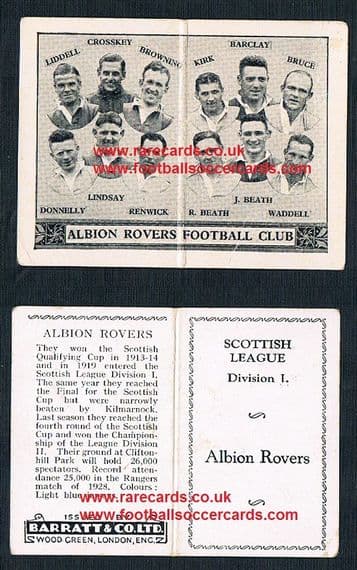 CROSSKEY
BARCLAY
LIDDELL
BROWNING
KIRK
BRUCE
www.rarecards.co.uk
www.footballsoccercards.com
LINDSAY
J. BEATH
DONNELLY
RENWICK
R. BEATH
WADDELL
ALBION ROVERS FOOTBALL CLUB
ALBION ROVERS
They won the Scottish
Qualifying Cup in 1913-14
and in 1919 entered the
Scottish League Division I.
The same year they reached
the Final for the Scottish
Cup but were narrowly
beaten by Kilmarnock.
Last season they reached the
fourth round of the Scottish
Cup and won the Champion-
ship of the League Division
II. Their ground at Clifton-
hill Park will hold 26,000
spectators. Record atten-
dance 25,000 in the Rangers
match of 1928. Colours:
Light blue
www.rarecards.co.uk
www.footballsoccercards.com
BARRATT & CO. LTD.
WOOD GREEN, LONDON, ENG.
SCOTTISH
LEAGUE
Division I.
Albion Rovers